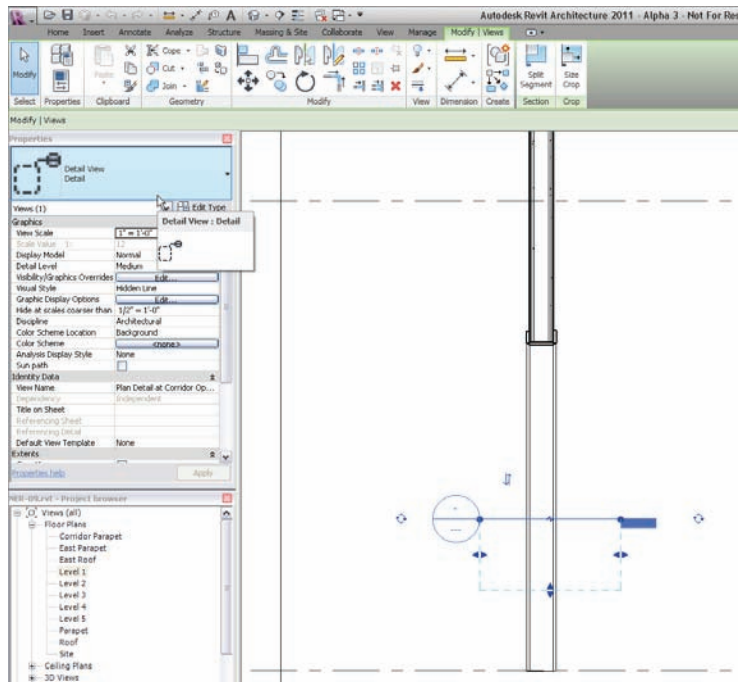 Autodesk Revit Architecture 2011 - Alpha 3 - Not For Res
Home Insert Annotate Analyze Structure Massing & Site Collaborate View Manage Modify | Views
Modify
Paste
Cope
Cut
Join
Split Segment
Size Crop
Select Properties Clipboard Geometry Modify View Dimension Create Section Crop
Modify | Views
Properties
Detail View
Detail
Views (1) Edit Type
Detail View : Detail
Graphics
View Scale 1" = 1'-0"
Scale Value 1: 12
Display Model Normal
Detail Level Medium
Visibility/Graphics Overrides Edit...
Visual Style Hidden Line
Graphic Display Options Edit...
Hide at scales coarser than 1/2" = 1'-0"
Discipline Architectural
Color Scheme Location Background
Color Scheme <none>
Analysis Display Style None
Sun path
Identity Data
View Name Plan Detail at Corridor Op...
Dependency Independent
Title on Sheet
Referencing Sheet
Referencing Detail
Default View Template None
Extents
Properties help Apply
Project browser
Views (all)
Floor Plans
Corridor Parapet
East Parapet
East Roof
Level 1
Level 2
Level 3
Level 4
Level 5
Parapet
Roof
Site
Ceiling Plans
3D Views